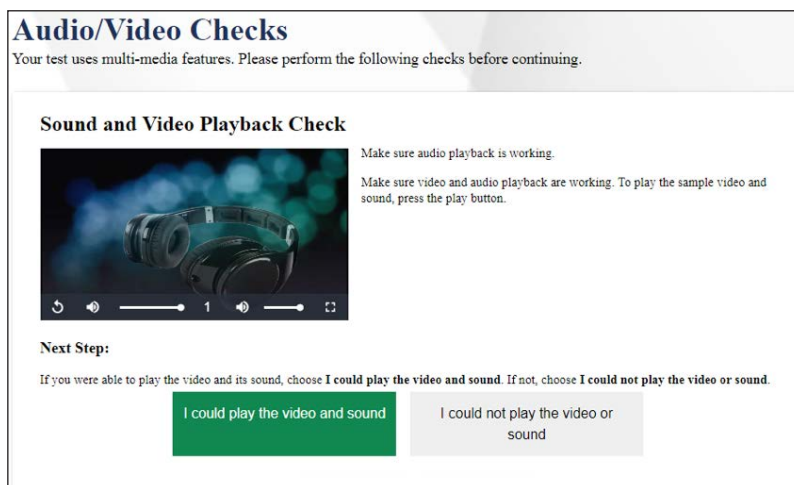 Audio/Video Checks
Your test uses multi-media features. Please perform the following checks before continuing.
Sound and Video Playback Check
Make sure audio playback is working.
Make sure video and audio playback are working. To play the sample video and
sound, press the play button.
1
Next Step:
If you were able to play the video and its sound, choose I could play the video and sound. If not, choose I could not play the video or sound.
I could play the video and sound
I could not play the video or
sound